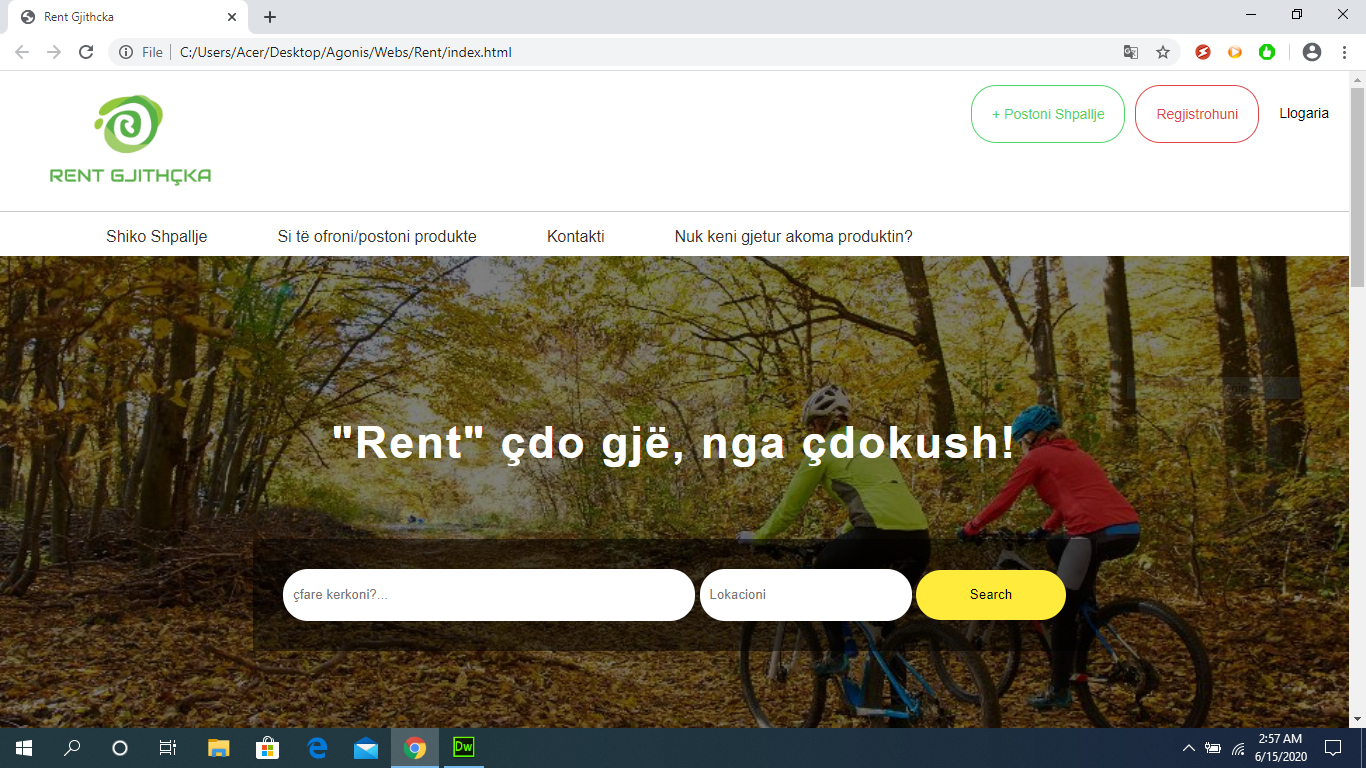 Rent Gjithcka
File
C:/Users/Acer/Desktop/Agonis/Webs/Rent/index.html
RENT GJITHÇKA
+ Postoni Shpallje
Regjistrohuni
Llogaria
Shiko Shpallje
Si të ofroni/postoni produkte
Kontakti
Nuk keni gjetur akoma produktin?
"Rent" çdo gjë, nga çdokush!
çfare kerkoni?...
Lokacioni
Search
Dw
2:57 AM
6/15/2020